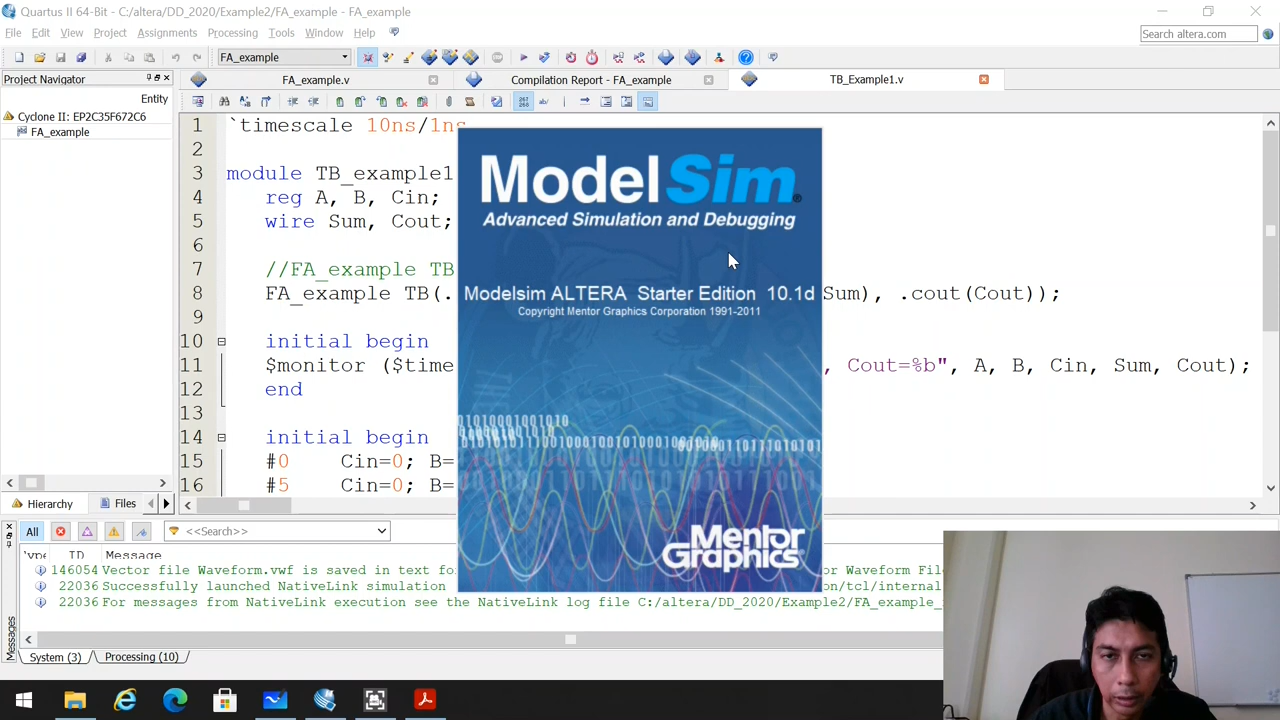 Quartus II 64-Bit - C:/altera/DD_2020/Example2/FA_example - FA_example
File Edit View Project Assignments Processing Tools Window Help
Search altera.com
FA_example
Project Navigator
FA_example.v
Compilation Report - FA_example
TB_Example1.v
Entity
Cyclone II: EP2C35F672C6
FA_example
1 `timescale 10ns/1ns
2
3 module TB_example1
4 reg A, B, Cin;
5 wire Sum, Cout;
6
7 //FA_example TB
8 FA_example TB(. Sum), .cout(Cout));
9
10 initial begin
11 $monitor ($time , Cout=%b", A, B, Cin, Sum, Cout);
12 end
13
14 initial begin
15 #0 Cin=0; B=
16 #5 Cin=0; B=
ModelSim
Advanced Simulation and Debugging
Modelsim ALTERA Starter Edition 10.1d
Copyright Mentor Graphics Corporation 1991-2011
Mentor
Graphics
Hierarchy
Files
All
<<Search>>
ID Message
146054 Vector file Waveform.vwf is saved in text fo or Waveform Fil
22036 Successfully launched NativeLink simulation on/tcl/internal
22036 For messages from NativeLink execution see the NativeLink log file C:/altera/DD_2020/Example2/FA_example_
Messages
System (3)
Processing (10)